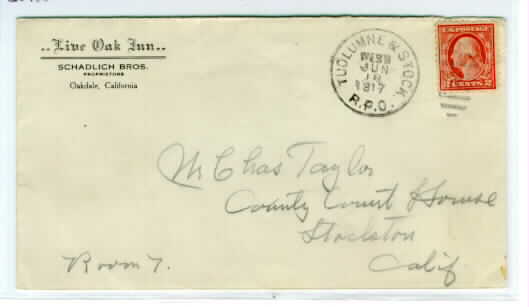 ..Live Oak Inn..
SCHADLICH BROS.
PROPRIETORS
Oakdale, California
TUOLUMNE & STOCK.
JUN
1917
R.P.O.
U.S. POSTAGE
2 CENTS 2
Mr Chas Taylor
County Court House
Stockton
Calif.
Room 7.